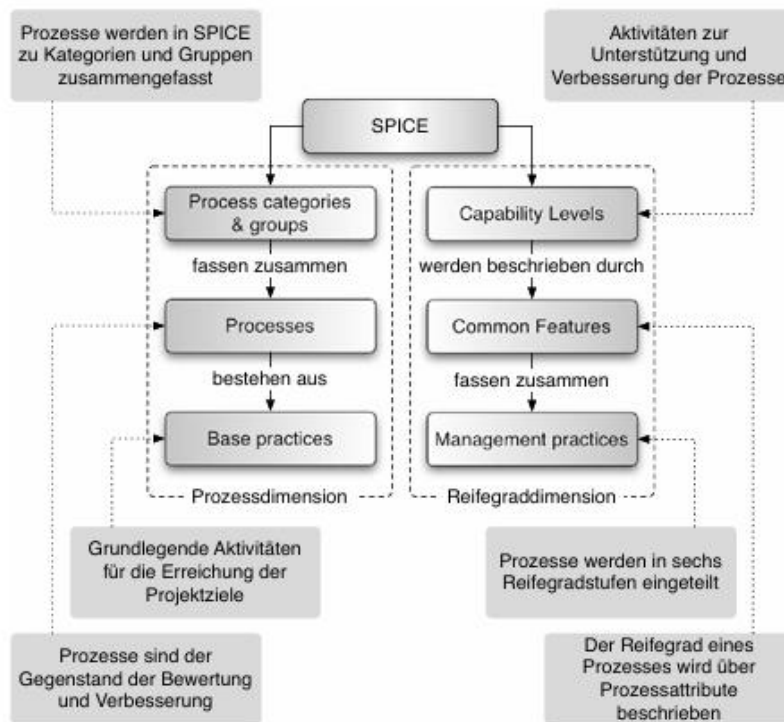 Prozesse werden in SPICE
zu Kategorien und Gruppen
zusammengefasst
Aktivitäten zur
Unterstützung und
Verbesserung der Prozesse
SPICE
Process categories
& groups
Capability Levels
fassen zusammen
werden beschrieben durch
Processes
Common Features
bestehen aus
fassen zusammen
Base practices
Management practices
Prozessdimension
Reifegraddimension
Grundlegende Aktivitäten
für die Erreichung der
Projektziele
Prozesse werden in sechs
Reifegradstufen eingeteilt
Prozesse sind der
Gegenstand der Bewertung
und Verbesserung
Der Reifegrad eines
Prozesses wird über
Prozessattribute
beschrieben